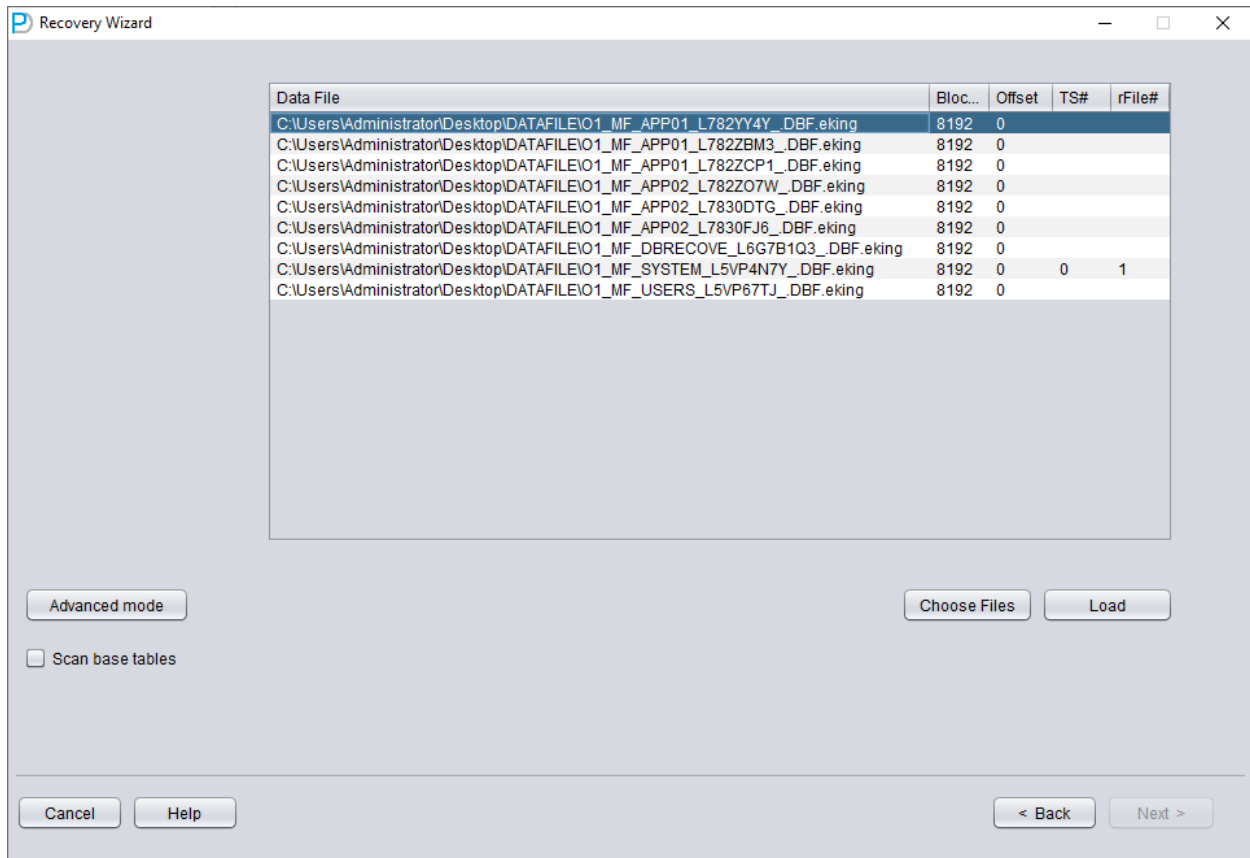 Recovery Wizard
Data File Bloc... Offset TS# rFile#
C:\Users\Administrator\Desktop\DATAFILE\O1_MF_APP01_L782YY4Y_.DBF.eking 8192 0
C:\Users\Administrator\Desktop\DATAFILE\O1_MF_APP01_L782ZBM3_.DBF.eking 8192 0
C:\Users\Administrator\Desktop\DATAFILE\O1_MF_APP01_L782ZCP1_.DBF.eking 8192 0
C:\Users\Administrator\Desktop\DATAFILE\O1_MF_APP02_L782ZO7W_.DBF.eking 8192 0
C:\Users\Administrator\Desktop\DATAFILE\O1_MF_APP02_L7830DTG_.DBF.eking 8192 0
C:\Users\Administrator\Desktop\DATAFILE\O1_MF_APP02_L7830FJ6_.DBF.eking 8192 0
C:\Users\Administrator\Desktop\DATAFILE\O1_MF_DBRECOVE_L6G7B1Q3_.DBF.eking 8192 0
C:\Users\Administrator\Desktop\DATAFILE\O1_MF_SYSTEM_L5VP4N7Y_.DBF.eking 8192 0 0 1
C:\Users\Administrator\Desktop\DATAFILE\O1_MF_USERS_L5VP67TJ_.DBF.eking 8192 0
Advanced mode Choose Files Load
Scan base tables
Cancel Help < Back Next >